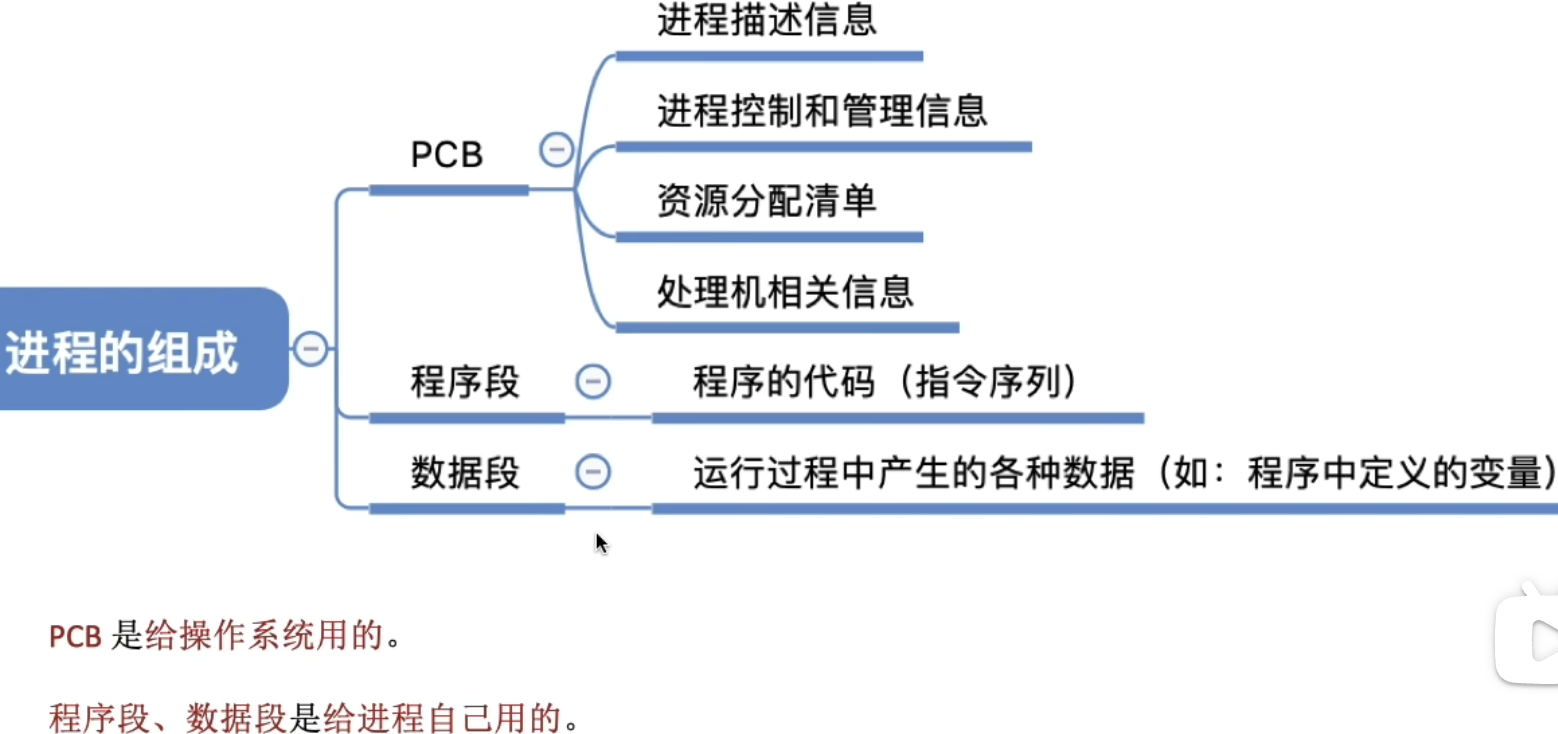 进程描述信息
进程控制和管理信息
PCB
资源分配清单
处理机相关信息
进程的组成
程序段
程序的代码（指令序列）
数据段
运行过程中产生的各种数据（如：程序中定义的变量）
PCB 是给操作系统用的。
程序段、数据段是给进程自己用的。